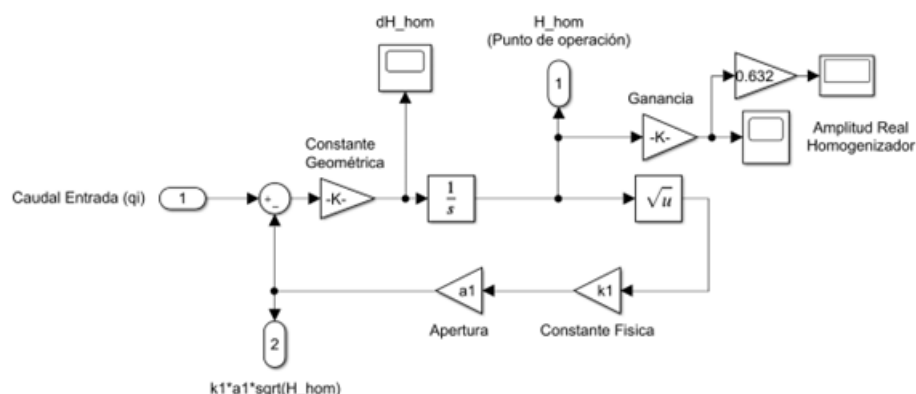 dH_hom
H_hom
(Punto de operación)
1
Ganancia
0.632
-K-
Amplitud Real
Homogenizador
Constante
Geométrica
Caudal Entrada (qi)
1
+
-
-K-
1
s
√u
a1
k1
Apertura
Constante Fisica
2
k1*a1*sqrt(H_hom)